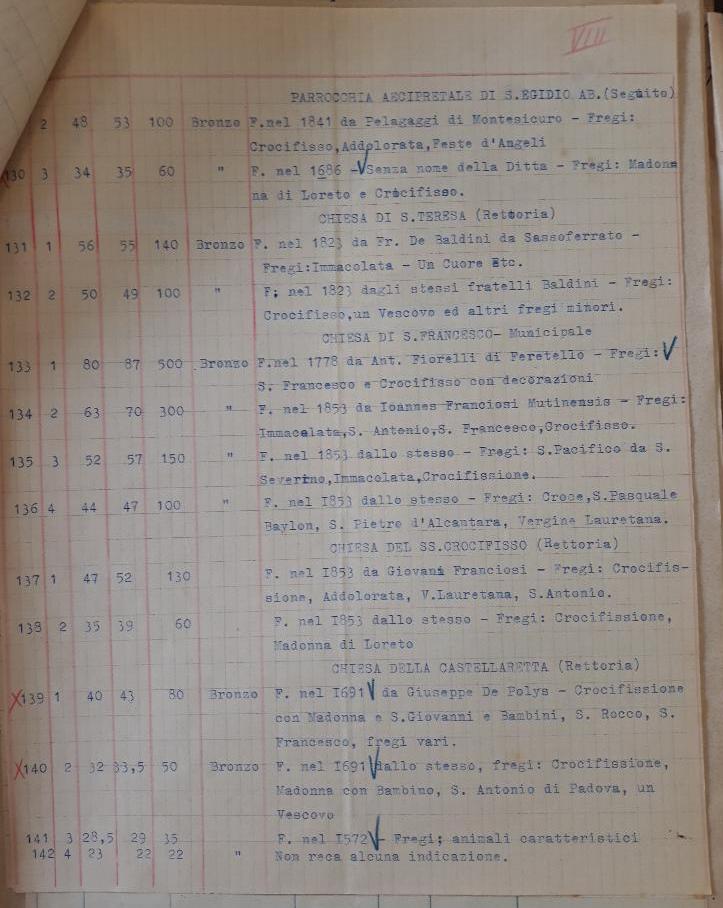 VIII
PARROCCHIA AECIPRETALE DI S.EGIDIO AB.(Seguito)
2 48 53 100 Bronzo F.nel 1841 da Pelagaggi di Montesicuro - Fregi:
Crocifisso,Addolorata,Feste d'Angeli
130 3 34 35 60 " F. nel 1686 - Senza nome della Ditta - Fregi: Madonn
na di Loreto e Crocifisso.
CHIESA DI S.TERESA (Rettoria)
131 1 56 55 140 Bronzo F. nel 1823 da Fr. De Baldini da Sassoferrato -
Fregi:Immacolata - Un Cuore Etc.
132 2 50 49 100 " F; nel 1823 dagli stessi fratelli Baldini - Fregi:
Crocifisso,un Vescovo ed altri fregi minori.
CHIESA DI S.FRANCESCO- Municipale
133 1 80 87 500 Bronzo F.nel 1778 da Ant. Fiorelli di Feretello - Fregi:
S. Francesco e Crocifisso con decorazioni
134 2 63 70 300 " F. nel 1853 da Ioannes Franciosi Mutinensis - Fregi:
Immacelata,S. Antonio,S. Francesco,Crocifisso.
135 3 52 57 150 " F. nel 1853 dallo stesso - Fregi: S.Pacifico da S.
Severino,Immacolata,Crocifissione.
136 4 44 47 100 " F. nel I853 dallo stesso - Fregi: Croce,S.Pasquale
Baylon, S. Pietro d'Alcantara, Vergine Lauretana.
CHIESA DEL SS.CROCIFISSO (Rettoria)
137 1 47 52 130 F. nel I853 da Giovani Franciosi - Fregi: Crocifis-
sione, Addolorata, V.Lauretana, S.Antonio.
138 2 35 39 60 F. nel I853 dallo stesso - Fregi: Crocifissione,
Madonna di Loreto
CHIESA DELLA CASTELLARETTA (Rettoria)
X139 1 40 43 80 Bronzo F. nel I691 da Giuseppe De Polys - Crocifissione
con Madonna e S.Giovanni e Bambini, S. Rocco, S.
Francesco, fregi vari.
X140 2 32 33,5 50 Bronzo F. nel I691 dallo stesso, fregi: Crocifissione,
Madonna con Bambino, S. Antonio di Padova, un
Vescovo
141 3 28,5 29 35 F. nel I572 - Fregi; animali caratteristici
142 4 23 22 22 " Non reca alcuna indicazione.